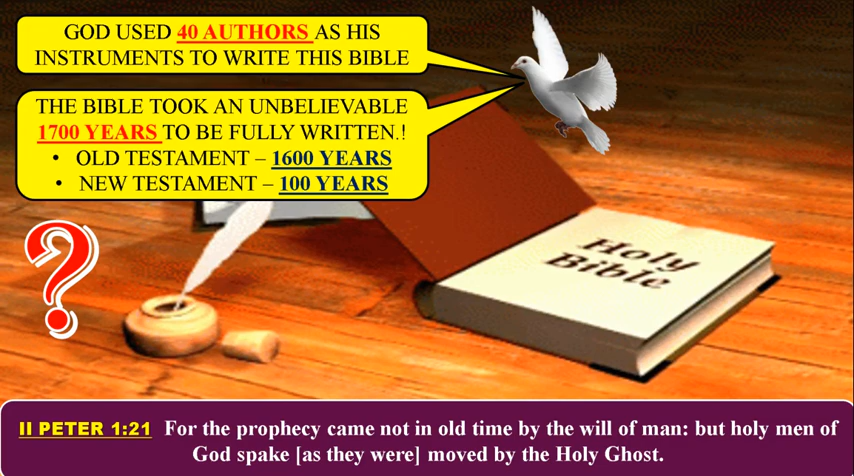 GOD USED 40 AUTHORS AS HIS
INSTRUMENTS TO WRITE THIS BIBLE
THE BIBLE TOOK AN UNBELIEVABLE
1700 YEARS TO BE FULLY WRITTEN.!
• OLD TESTAMENT – 1600 YEARS
• NEW TESTAMENT – 100 YEARS
?
Holy
Bible
II PETER 1:21 For the prophecy came not in old time by the will of man: but holy men of
God spake [as they were] moved by the Holy Ghost.